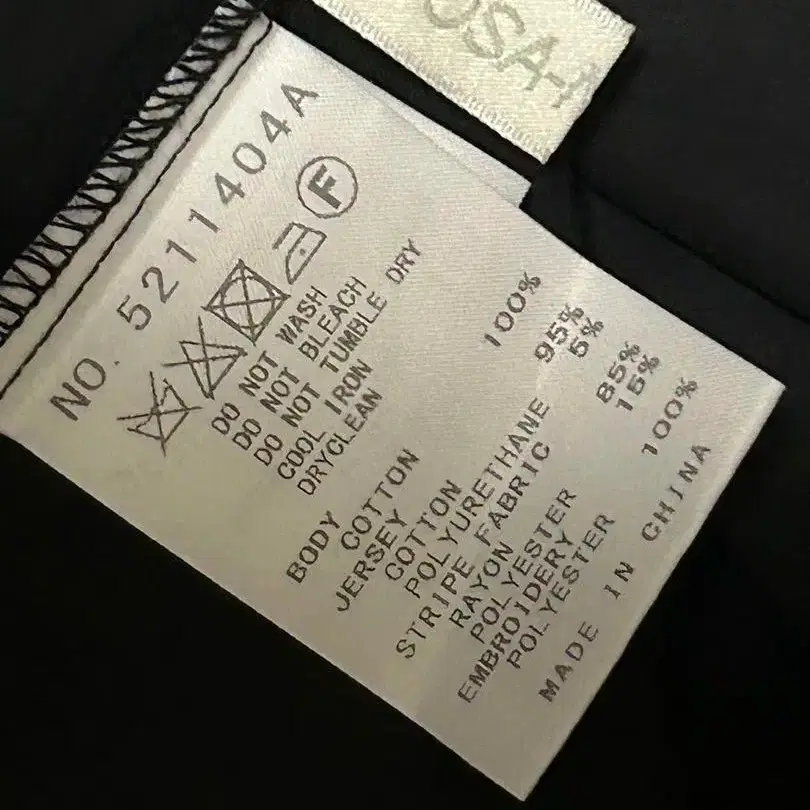 OSA-
NO. 5211404A
F
DO NOT WASH
DO NOT BLEACH
DO NOT TUMBLE DRY
COOL IRON
DRYCLEAN
BODY
COTTON 100%
JERSEY
COTTON 95%
POLYURETHANE 5%
STRIPE FABRIC
RAYON 85%
POLYESTER 15%
EMBROIDERY
POLYESTER 100%
MADE IN CHINA